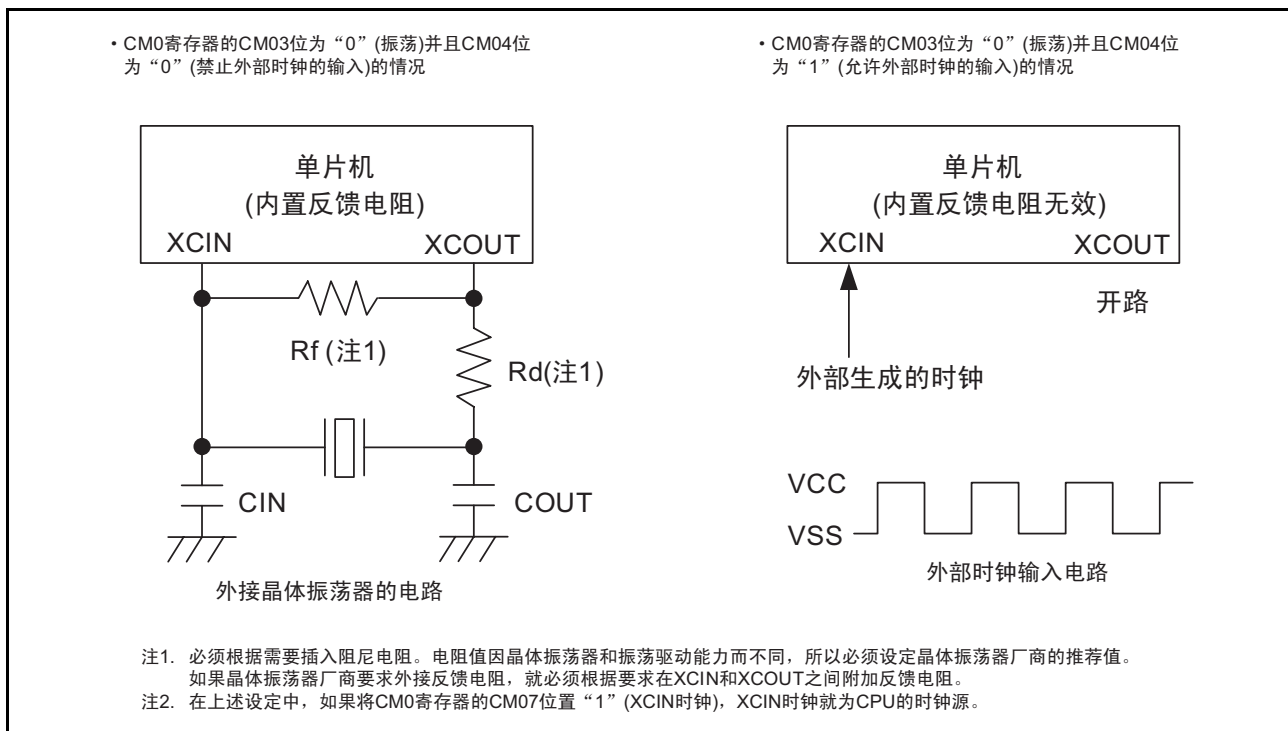 • CM0寄存器的CM03位为“0”(振荡)并且CM04位
为“0”(禁止外部时钟的输入)的情况
单片机
(内置反馈电阻)
XCIN
XCOUT
Rf (注1)
Rd(注1)
CIN
COUT
外接晶体振荡器的电路
• CM0寄存器的CM03位为“0”(振荡)并且CM04位
为“1”(允许外部时钟的输入)的情况
单片机
(内置反馈电阻无效)
XCIN
XCOUT
开路
外部生成的时钟
VCC
VSS
外部时钟输入电路
注1. 必须根据需要插入阻尼电阻。电阻值因晶体振荡器和振荡驱动能力而不同，所以必须设定晶体振荡器厂商的推荐值。
如果晶体振荡器厂商要求外接反馈电阻，就必须根据要求在XCIN和XCOUT之间附加反馈电阻。
注2. 在上述设定中，如果将CM0寄存器的CM07位置“1”(XCIN时钟)，XCIN时钟就为CPU的时钟源。